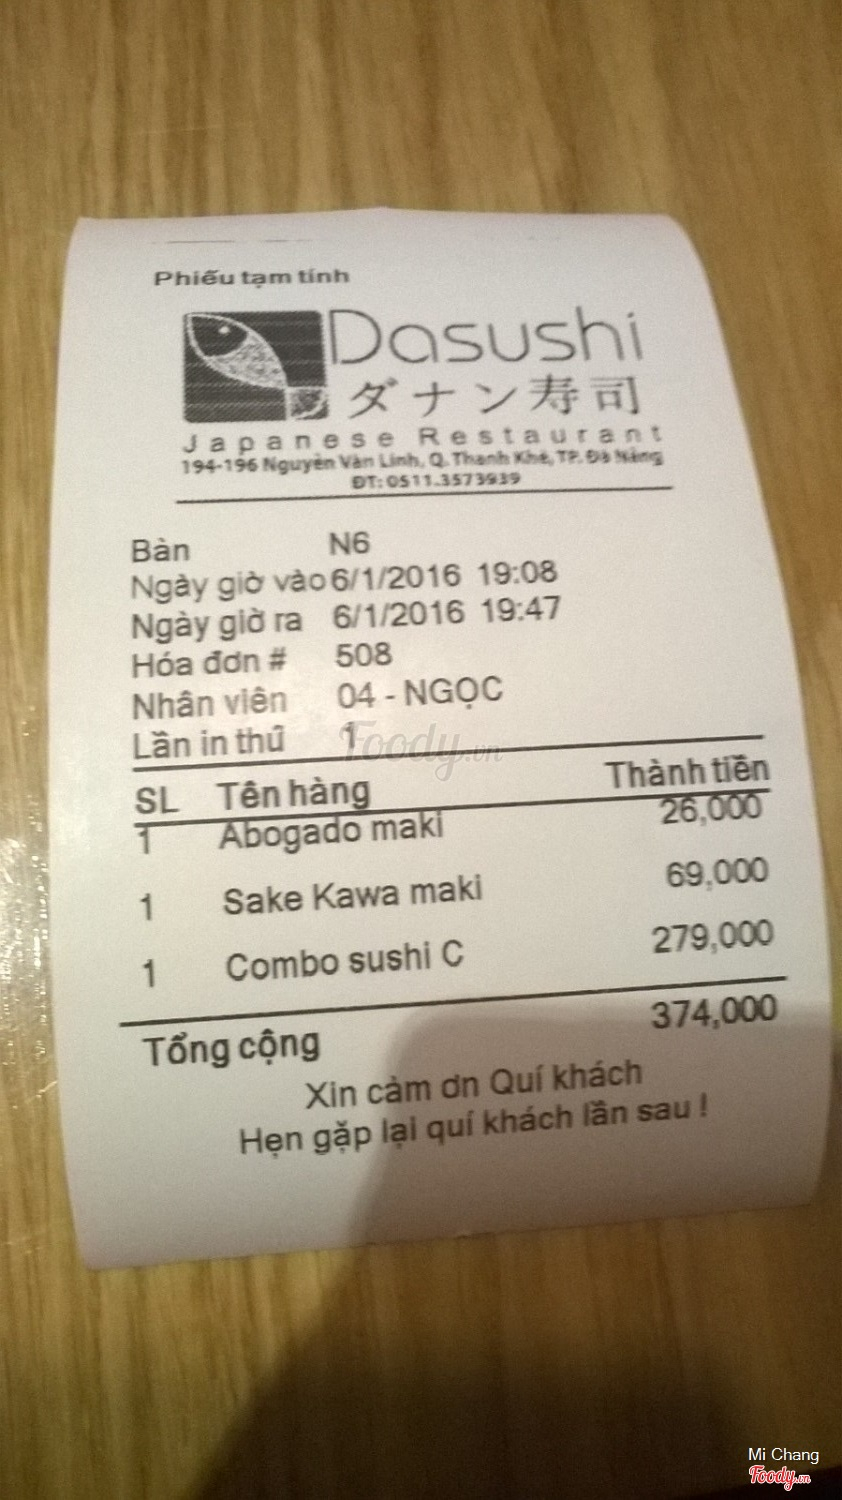 Phiếu tạm tính
Dasushi
ダナン寿司
Japanese Restaurant
194-196 Nguyễn Văn Linh, Q. Thanh Khê, TP. Đà Nẵng
ĐT: 0511.3573939
Bàn N6
Ngày giờ vào 6/1/2016 19:08
Ngày giờ ra 6/1/2016 19:47
Hóa đơn # 508
Nhân viên 04 - NGỌC
Lần in thứ 1
Foody.vn
SL Tên hàng Thành tiền
1 Abogado maki 26,000
1 Sake Kawa maki 69,000
1 Combo sushi C 279,000
Tổng cộng 374,000
Xin cảm ơn Quí khách
Hẹn gặp lại quí khách lần sau !
Mi Chang
Foody.vn